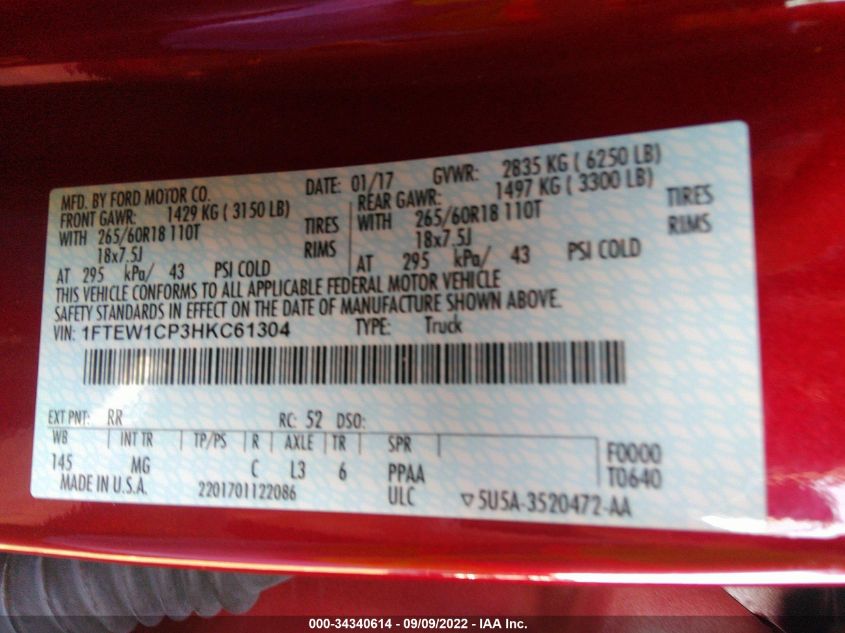 MFD. BY FORD MOTOR CO. DATE: 01/17 GVWR: 2835 KG ( 6250 LB)
FRONT GAWR: 1429 KG ( 3150 LB) REAR GAWR: 1497 KG ( 3300 LB)
WITH 265/60R18 110T TIRES WITH 265/60R18 110T TIRES
18x7.5J RIMS 18x7.5J RIMS
AT 295 kPa/ 43 PSI COLD AT 295 kPa/ 43 PSI COLD
THIS VEHICLE CONFORMS TO ALL APPLICABLE FEDERAL MOTOR VEHICLE
SAFETY STANDARDS IN EFFECT ON THE DATE OF MANUFACTURE SHOWN ABOVE.
VIN: 1FTEW1CP3HKC61304 TYPE: Truck
EXT PNT: RR RC: 52 DSO:
WB INT TR TP/PS R AXLE TR SPR F0000
145 MG C L3 6 PPAA T0640
MADE IN U.S.A. 2201701122086 ULC ▽5U5A-3520472-AA
000-34340614 - 09/09/2022 - IAA Inc.